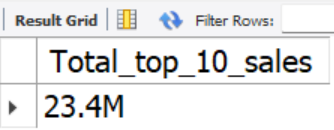 Result Grid Filter Rows:
Total_top_10_sales
23.4M